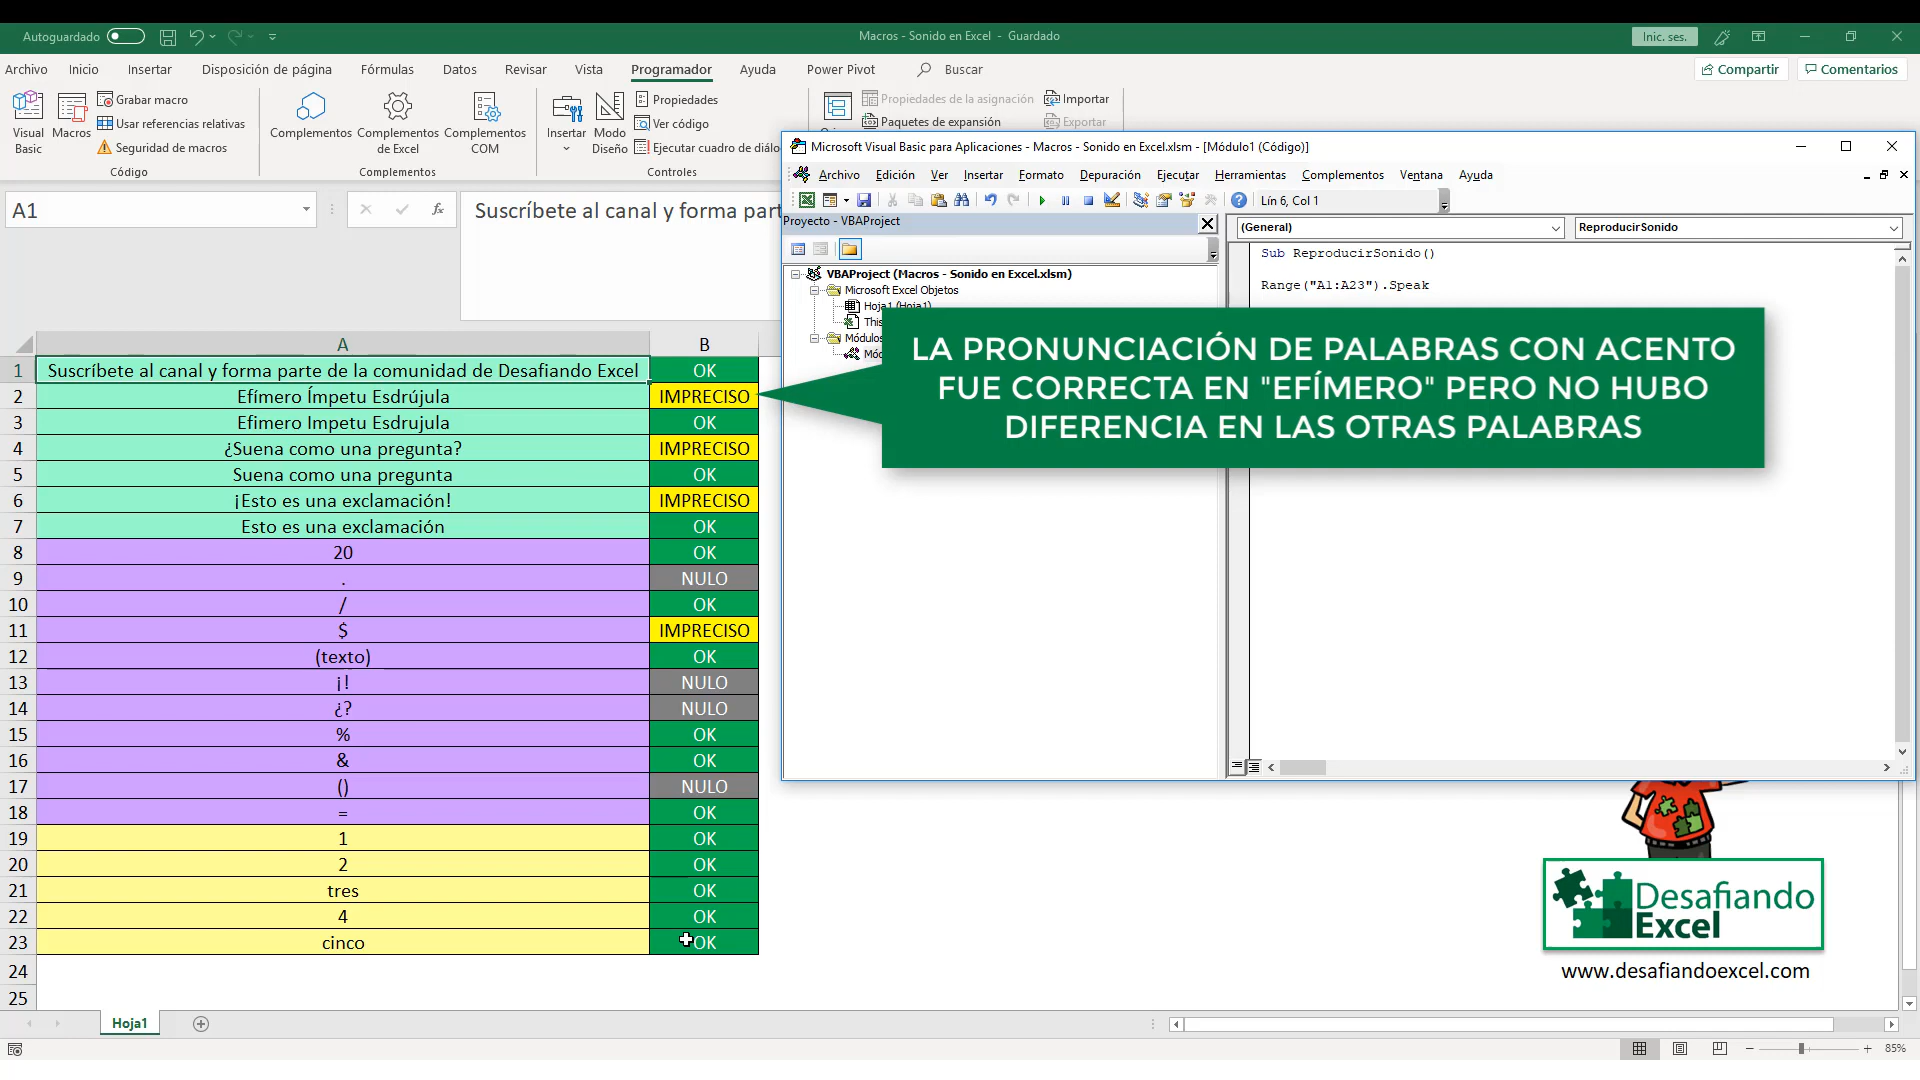 Autoguardado
Macros - Sonido en Excel - Guardado
Inic. ses.
Archivo Inicio Insertar Disposición de página Fórmulas Datos Revisar Vista Programador Ayuda Power Pivot Buscar
Compartir Comentarios
Visual Basic
Macros
Grabar macro
Usar referencias relativas
Seguridad de macros
Código
Complementos
Complementos de Excel
Complementos COM
Complementos
Insertar
Modo Diseño
Propiedades
Ver código
Ejecutar cuadro de diálo
Controles
Propiedades de la asignación
Paquetes de expansión
Importar
Exportar
A1
fx
Suscríbete al canal y forma part
Microsoft Visual Basic para Aplicaciones - Macros - Sonido en Excel.xlsm - [Módulo1 (Código)]
Archivo Edición Ver Insertar Formato Depuración Ejecutar Herramientas Complementos Ventana Ayuda
Lín 6, Col 1
Proyecto - VBAProject
VBAProject (Macros - Sonido en Excel.xlsm)
Microsoft Excel Objetos
Hoja1 (Hoja1)
This
Módulos
Mód
(General)
ReproducirSonido
Sub ReproducirSonido()
Range("A1:A23").Speak
LA PRONUNCIACIÓN DE PALABRAS CON ACENTO
FUE CORRECTA EN "EFÍMERO" PERO NO HUBO
DIFERENCIA EN LAS OTRAS PALABRAS
A B
1 Suscríbete al canal y forma parte de la comunidad de Desafiando Excel OK
2 Efímero Ímpetu Esdrújula IMPRECISO
3 Efimero Impetu Esdrujula OK
4 ¿Suena como una pregunta? IMPRECISO
5 Suena como una pregunta OK
6 ¡Esto es una exclamación! IMPRECISO
7 Esto es una exclamación OK
8 20 OK
9 . NULO
10 / OK
11 $ IMPRECISO
12 (texto) OK
13 ¡! NULO
14 ¿? NULO
15 % OK
16 & OK
17 () NULO
18 = OK
19 1 OK
20 2 OK
21 tres OK
22 4 OK
23 cinco OK
24
25
Desafiando
Excel
www.desafiandoexcel.com
Hoja1
85%